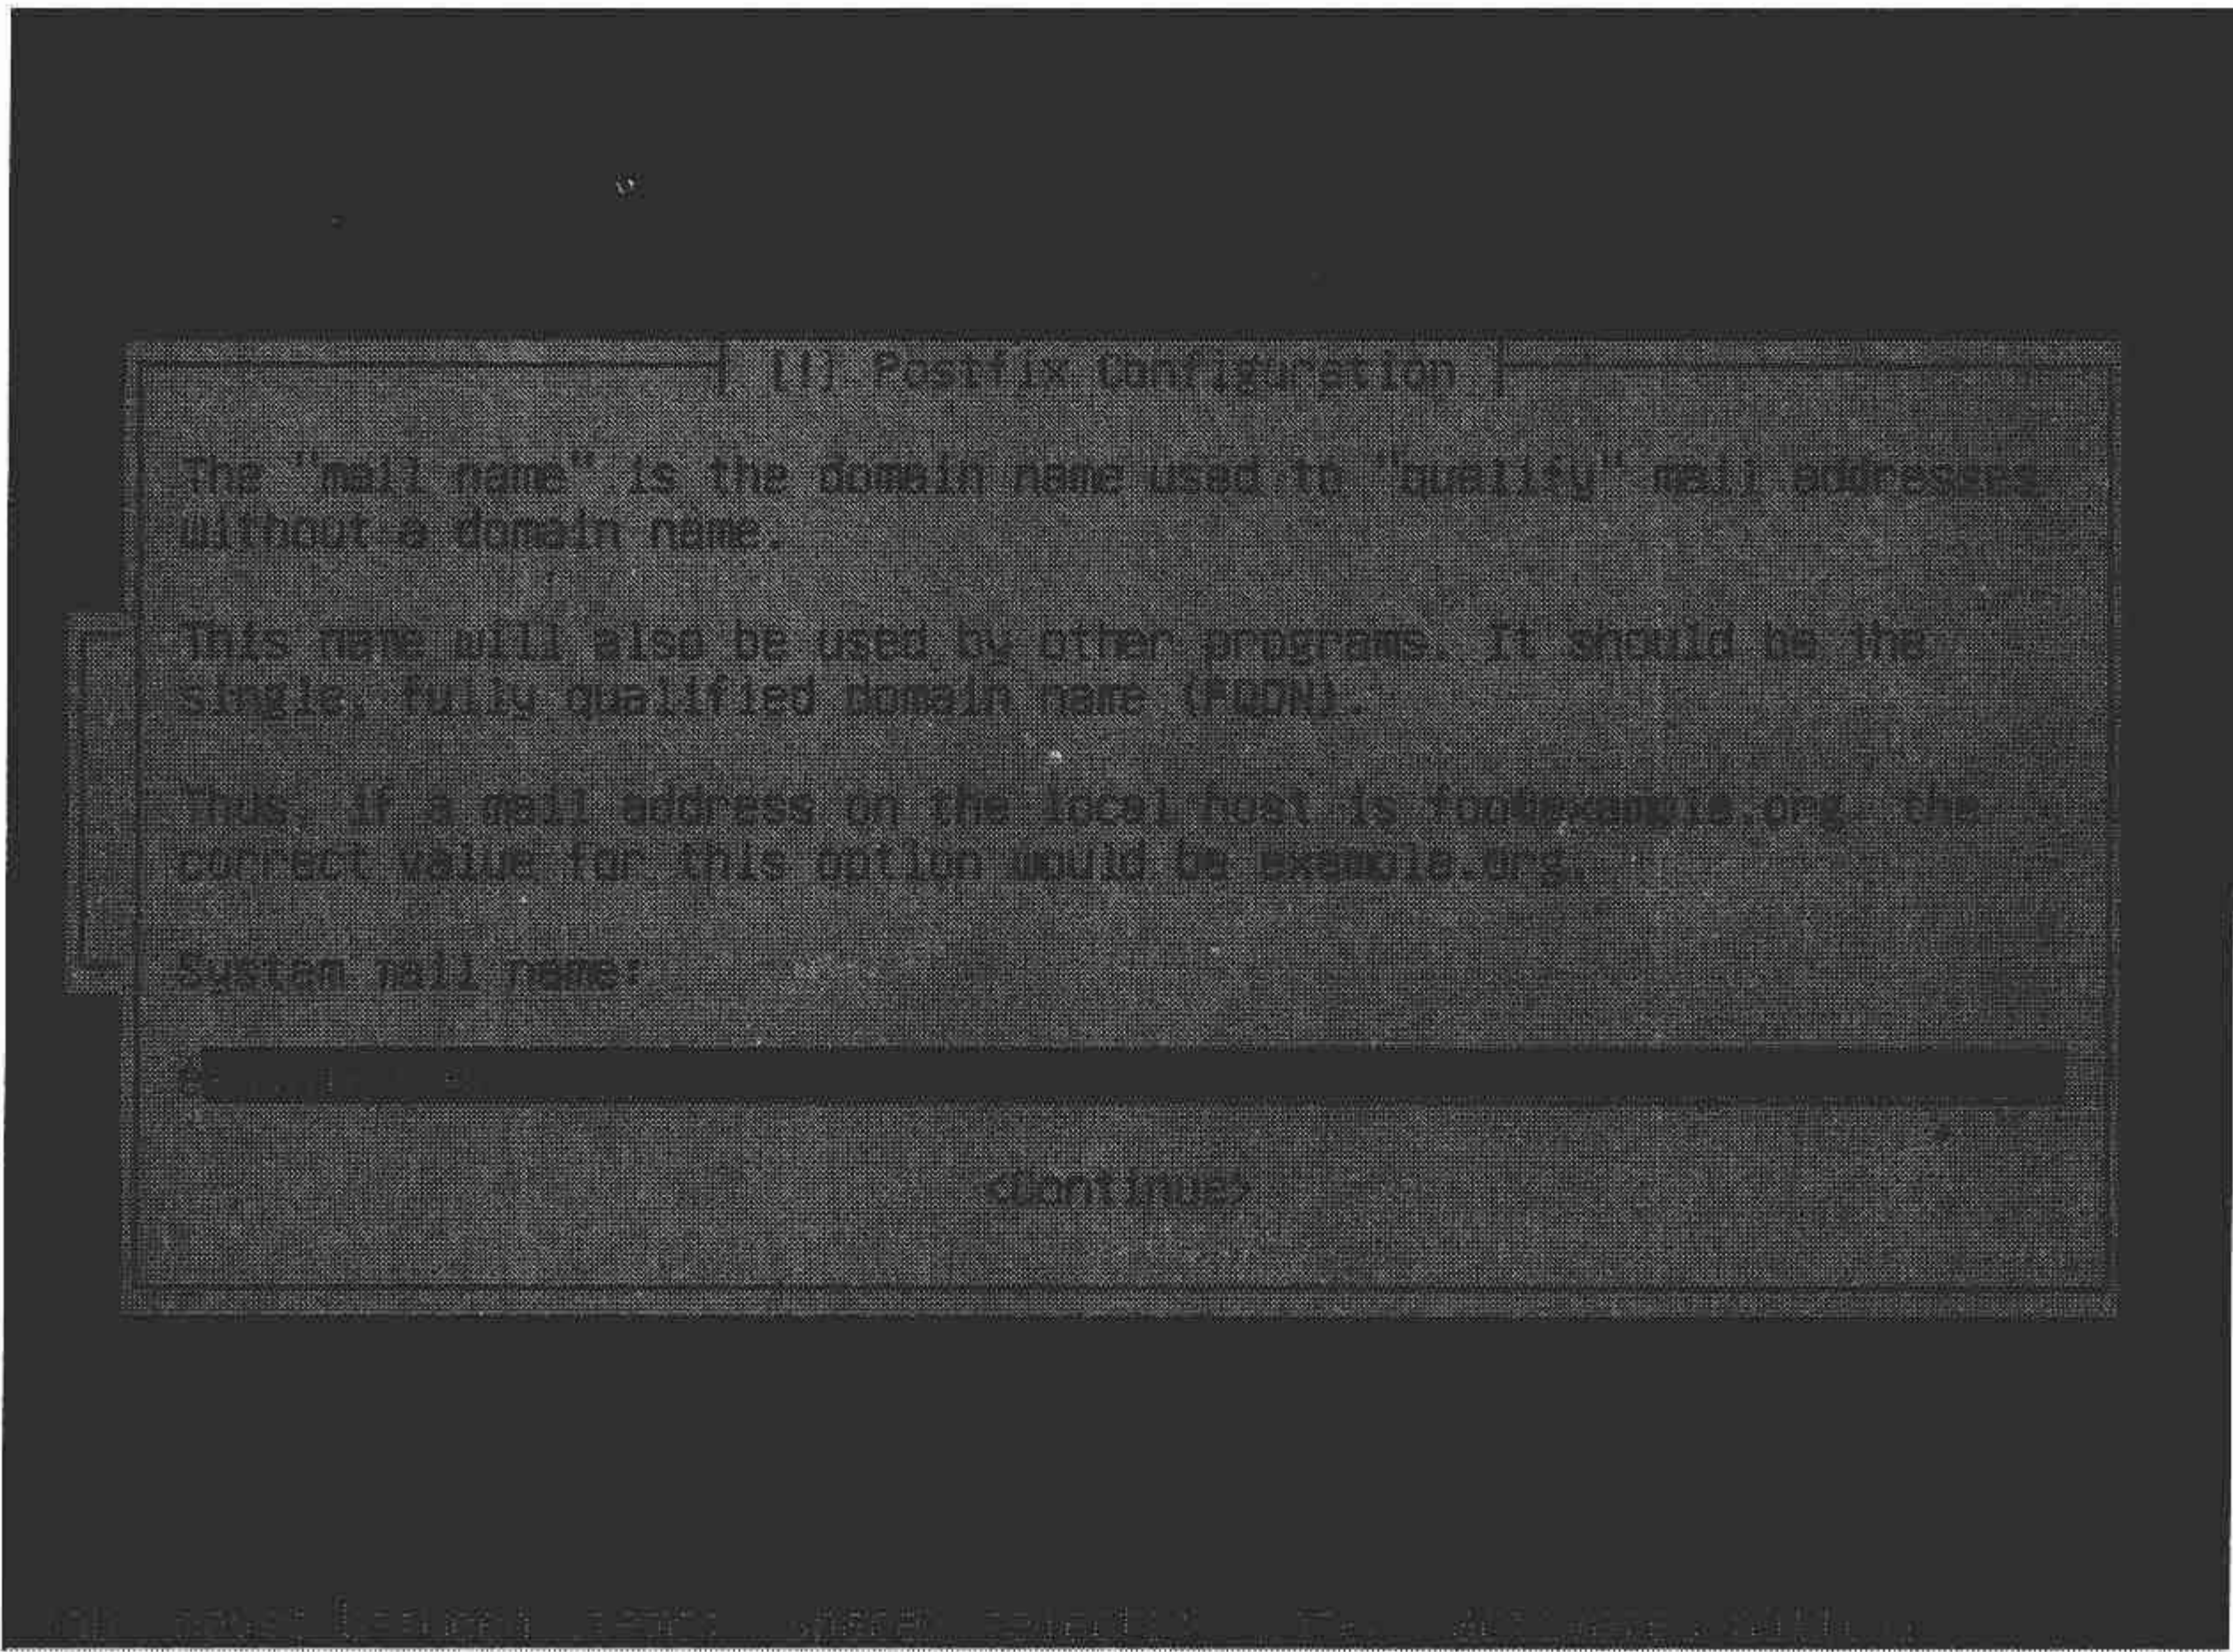 [!] Postfix Configuration
The "mail name" is the domain name used to "qualify" mail addresses
without a domain name.
This name will also be used by other programs. It should be the
single, fully qualified domain name (FQDN).
Thus, if a mail address on the local host is foo@example.org, the
correct value for this option would be example.org.
System mail name:
<Continue>